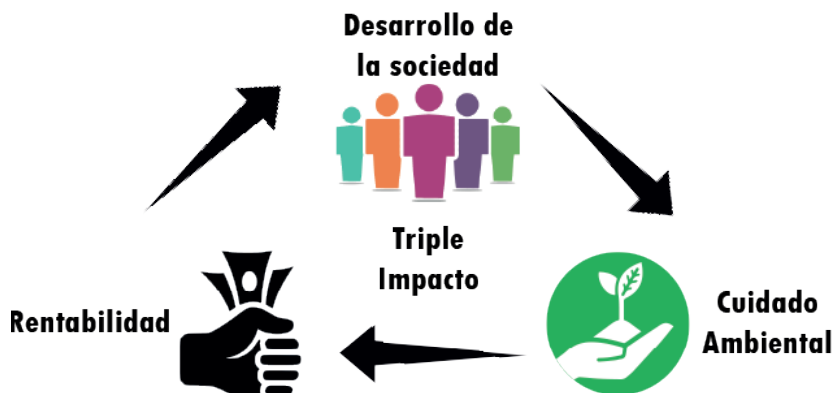 Desarrollo de
la sociedad
Triple
Impacto
Rentabilidad
Cuidado
Ambiental